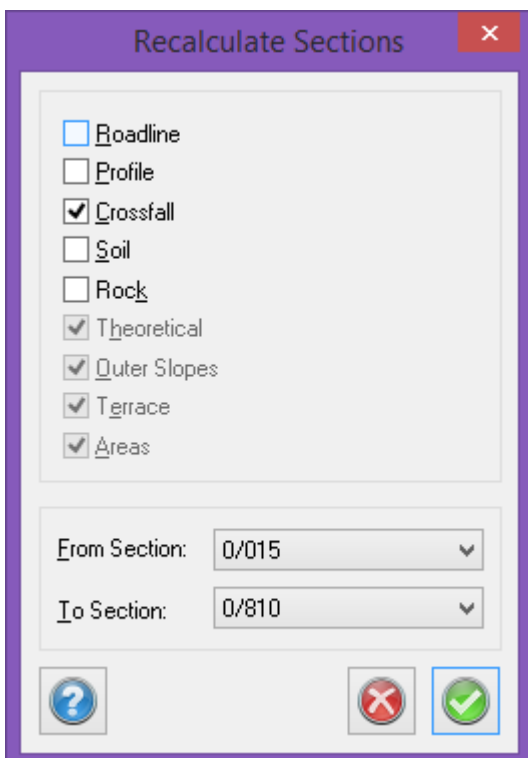 Recalculate Sections
Roadline
Profile
Crossfall
Soil
Rock
Theoretical
Outer Slopes
Terrace
Areas
From Section: 0/015
To Section: 0/810